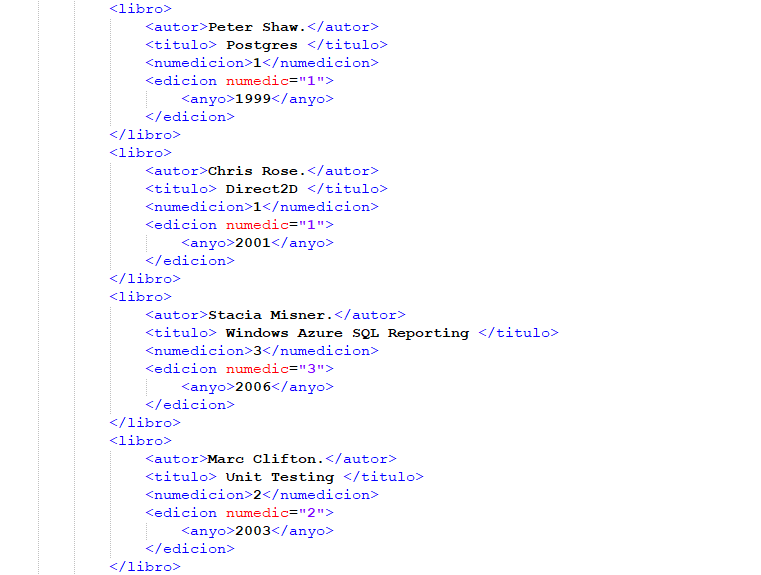 <libro>
<autor>Peter Shaw.</autor>
<titulo> Postgres </titulo>
<numedicion>1</numedicion>
<edicion numedic="1">
<anyo>1999</anyo>
</edicion>
</libro>
<libro>
<autor>Chris Rose.</autor>
<titulo> Direct2D </titulo>
<numedicion>1</numedicion>
<edicion numedic="1">
<anyo>2001</anyo>
</edicion>
</libro>
<libro>
<autor>Stacia Misner.</autor>
<titulo> Windows Azure SQL Reporting </titulo>
<numedicion>3</numedicion>
<edicion numedic="3">
<anyo>2006</anyo>
</edicion>
</libro>
<libro>
<autor>Marc Clifton.</autor>
<titulo> Unit Testing </titulo>
<numedicion>2</numedicion>
<edicion numedic="2">
<anyo>2003</anyo>
</edicion>
</libro>